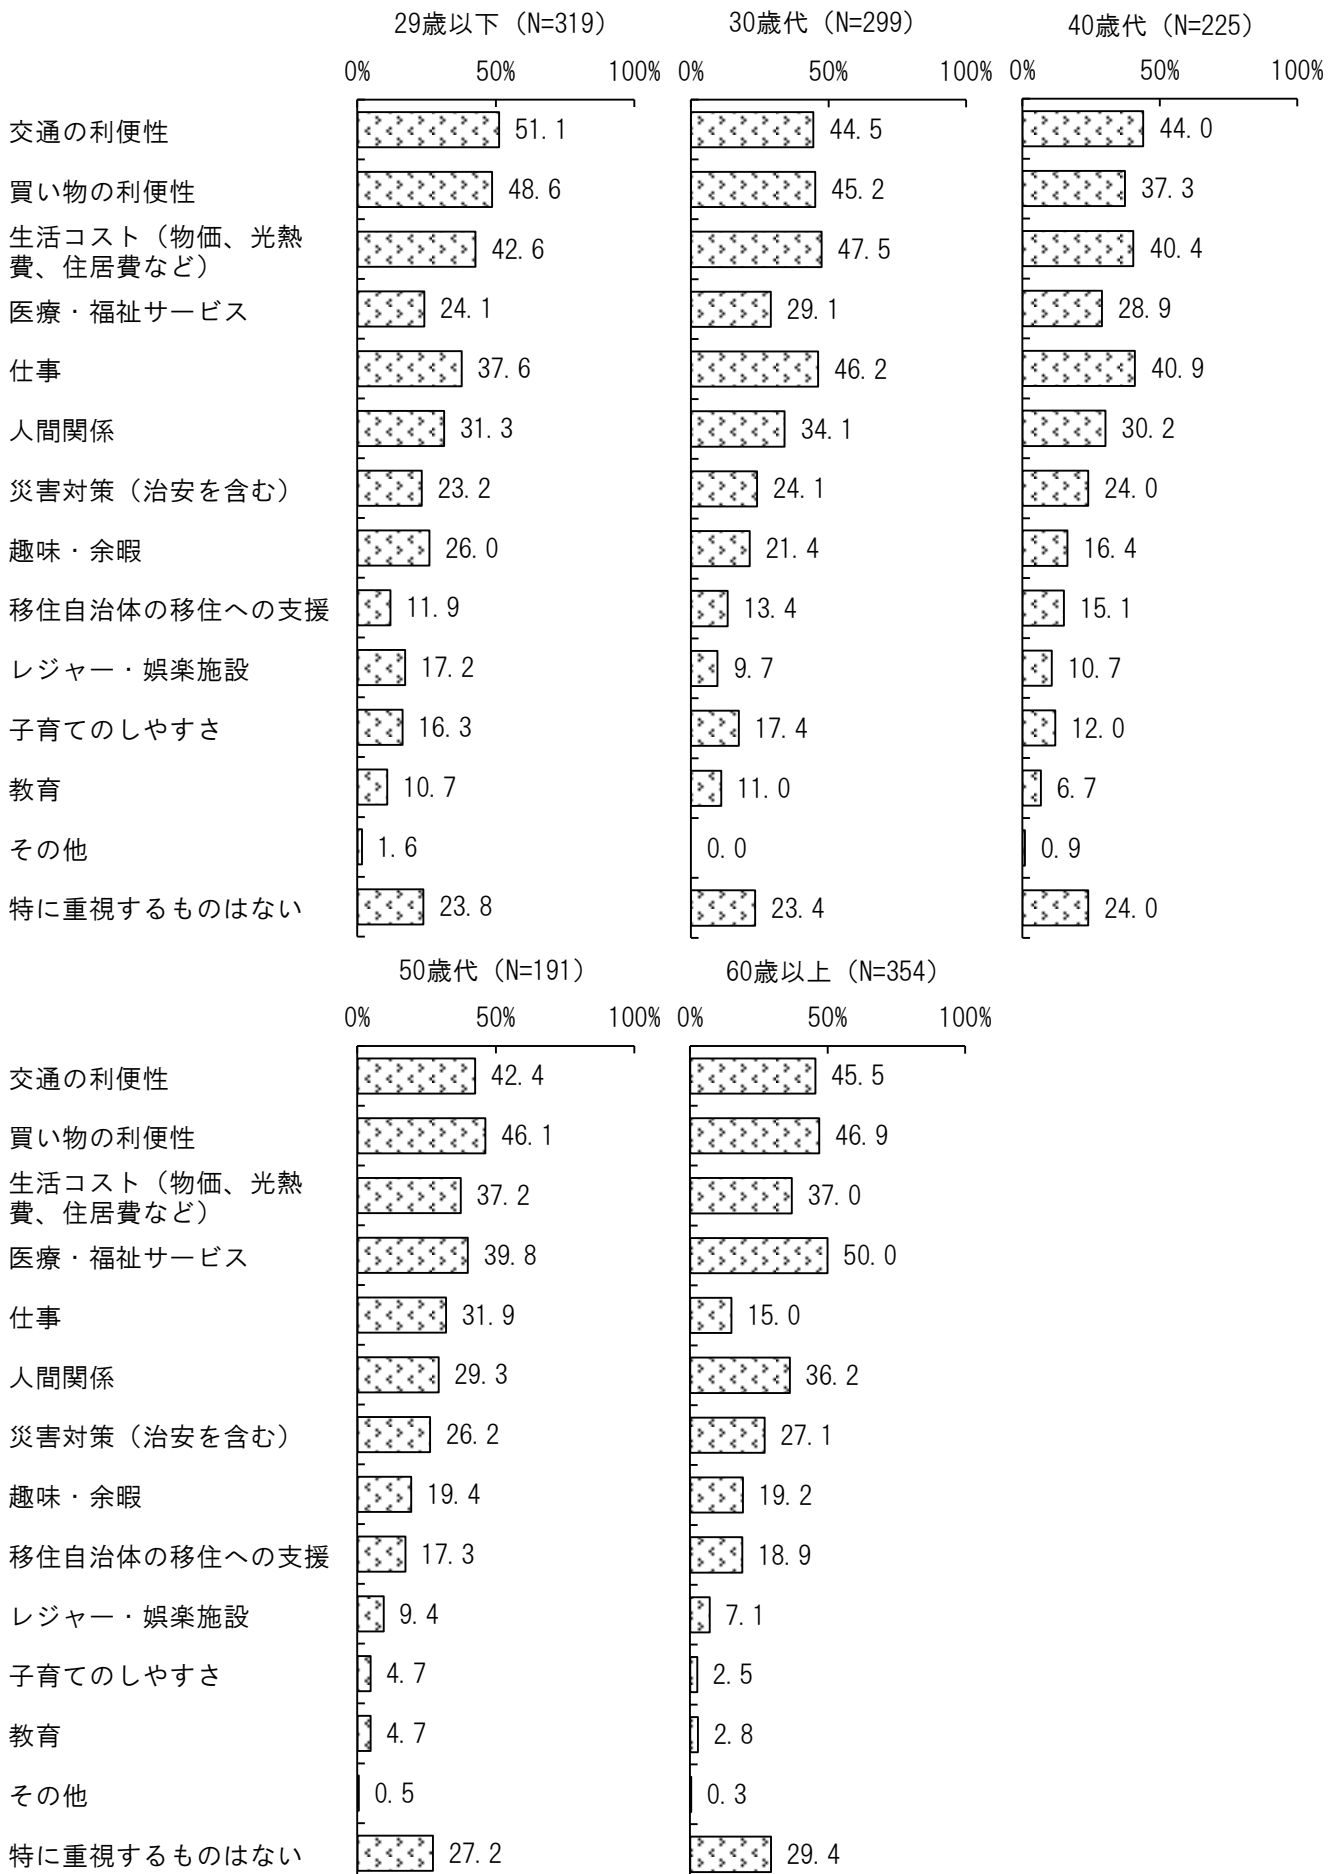 29歳以下（N=319） 30歳代（N=299） 40歳代（N=225）
0% 50% 100% 0% 50% 100% 0% 50% 100%
交通の利便性 51.1 44.5 44.0
買い物の利便性 48.6 45.2 37.3
生活コスト（物価、光熱
費、住居費など） 42.6 47.5 40.4
医療・福祉サービス 24.1 29.1 28.9
仕事 37.6 46.2 40.9
人間関係 31.3 34.1 30.2
災害対策（治安を含む） 23.2 24.1 24.0
趣味・余暇 26.0 21.4 16.4
移住自治体の移住への支援 11.9 13.4 15.1
レジャー・娯楽施設 17.2 9.7 10.7
子育てのしやすさ 16.3 17.4 12.0
教育 10.7 11.0 6.7
その他 1.6 0.0 0.9
特に重視するものはない 23.8 23.4 24.0
50歳代（N=191） 60歳以上（N=354）
0% 50% 100% 0% 50% 100%
交通の利便性 42.4 45.5
買い物の利便性 46.1 46.9
生活コスト（物価、光熱
費、住居費など） 37.2 37.0
医療・福祉サービス 39.8 50.0
仕事 31.9 15.0
人間関係 29.3 36.2
災害対策（治安を含む） 26.2 27.1
趣味・余暇 19.4 19.2
移住自治体の移住への支援 17.3 18.9
レジャー・娯楽施設 9.4 7.1
子育てのしやすさ 4.7 2.5
教育 4.7 2.8
その他 0.5 0.3
特に重視するものはない 27.2 29.4